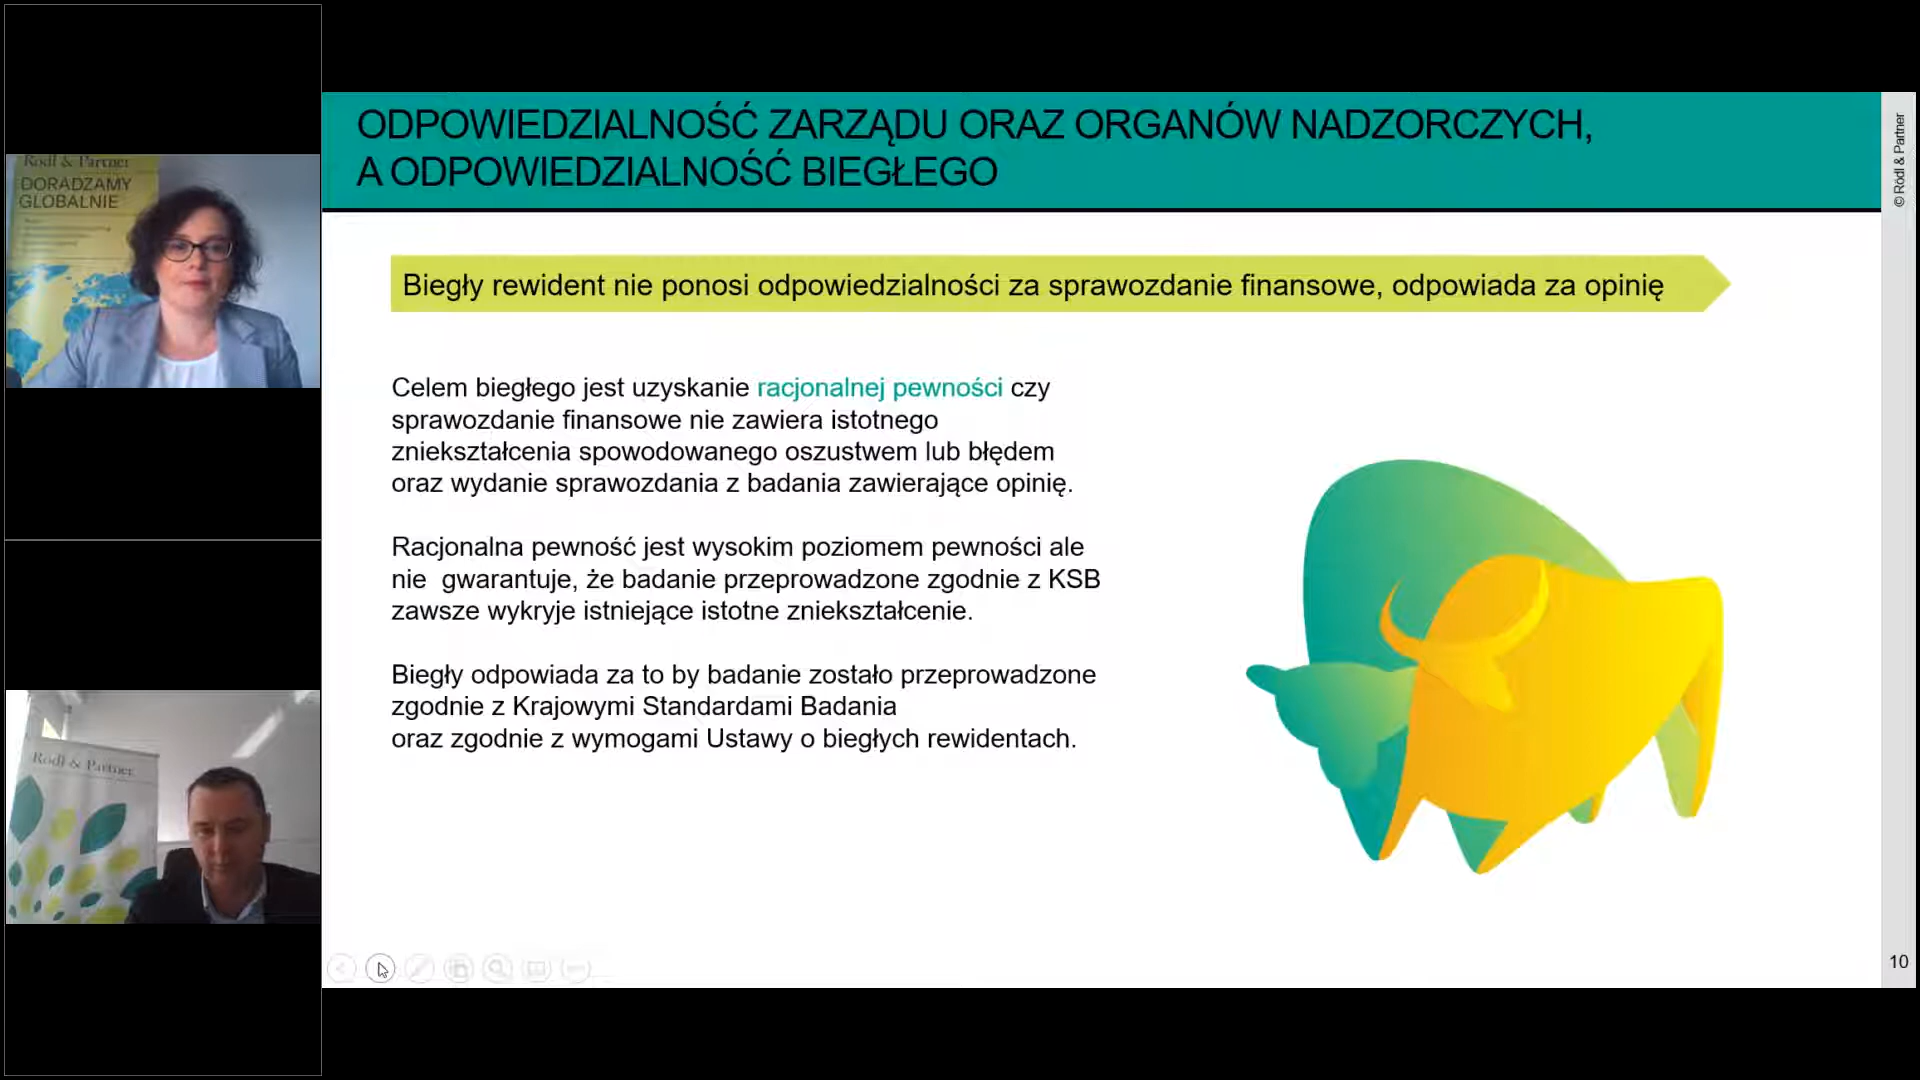 Rödl & Partner
DORADZAMY
GLOBALNIE
Rödl & Partner
ODPOWIEDZIALNOŚĆ ZARZĄDU ORAZ ORGANÓW NADZORCZYCH,
A ODPOWIEDZIALNOŚĆ BIEGŁEGO
Biegły rewident nie ponosi odpowiedzialności za sprawozdanie finansowe, odpowiada za opinię
Celem biegłego jest uzyskanie racjonalnej pewności czy
sprawozdanie finansowe nie zawiera istotnego
zniekształcenia spowodowanego oszustwem lub błędem
oraz wydanie sprawozdania z badania zawierające opinię.
Racjonalna pewność jest wysokim poziomem pewności ale
nie  gwarantuje, że badanie przeprowadzone zgodnie z KSB
zawsze wykryje istniejące istotne zniekształcenie.
Biegły odpowiada za to by badanie zostało przeprowadzone
zgodnie z Krajowymi Standardami Badania
oraz zgodnie z wymogami Ustawy o biegłych rewidentach.
© Rödl & Partner
10